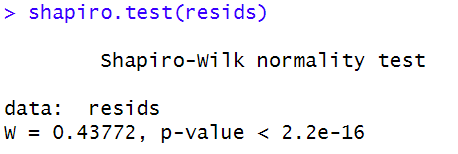 > shapiro.test(resids)
Shapiro-Wilk normality test
data:  resids
W = 0.43772, p-value < 2.2e-16